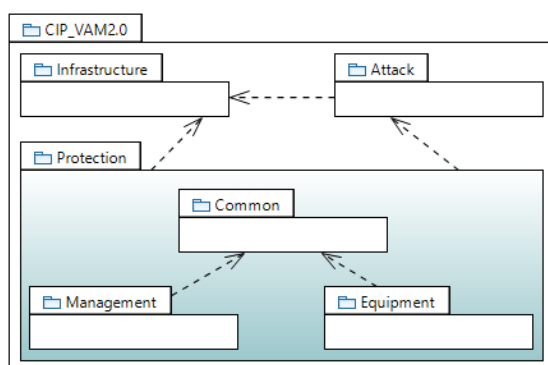 CIP_VAM2.0
Infrastructure
Attack
Protection
Common
Management
Equipment